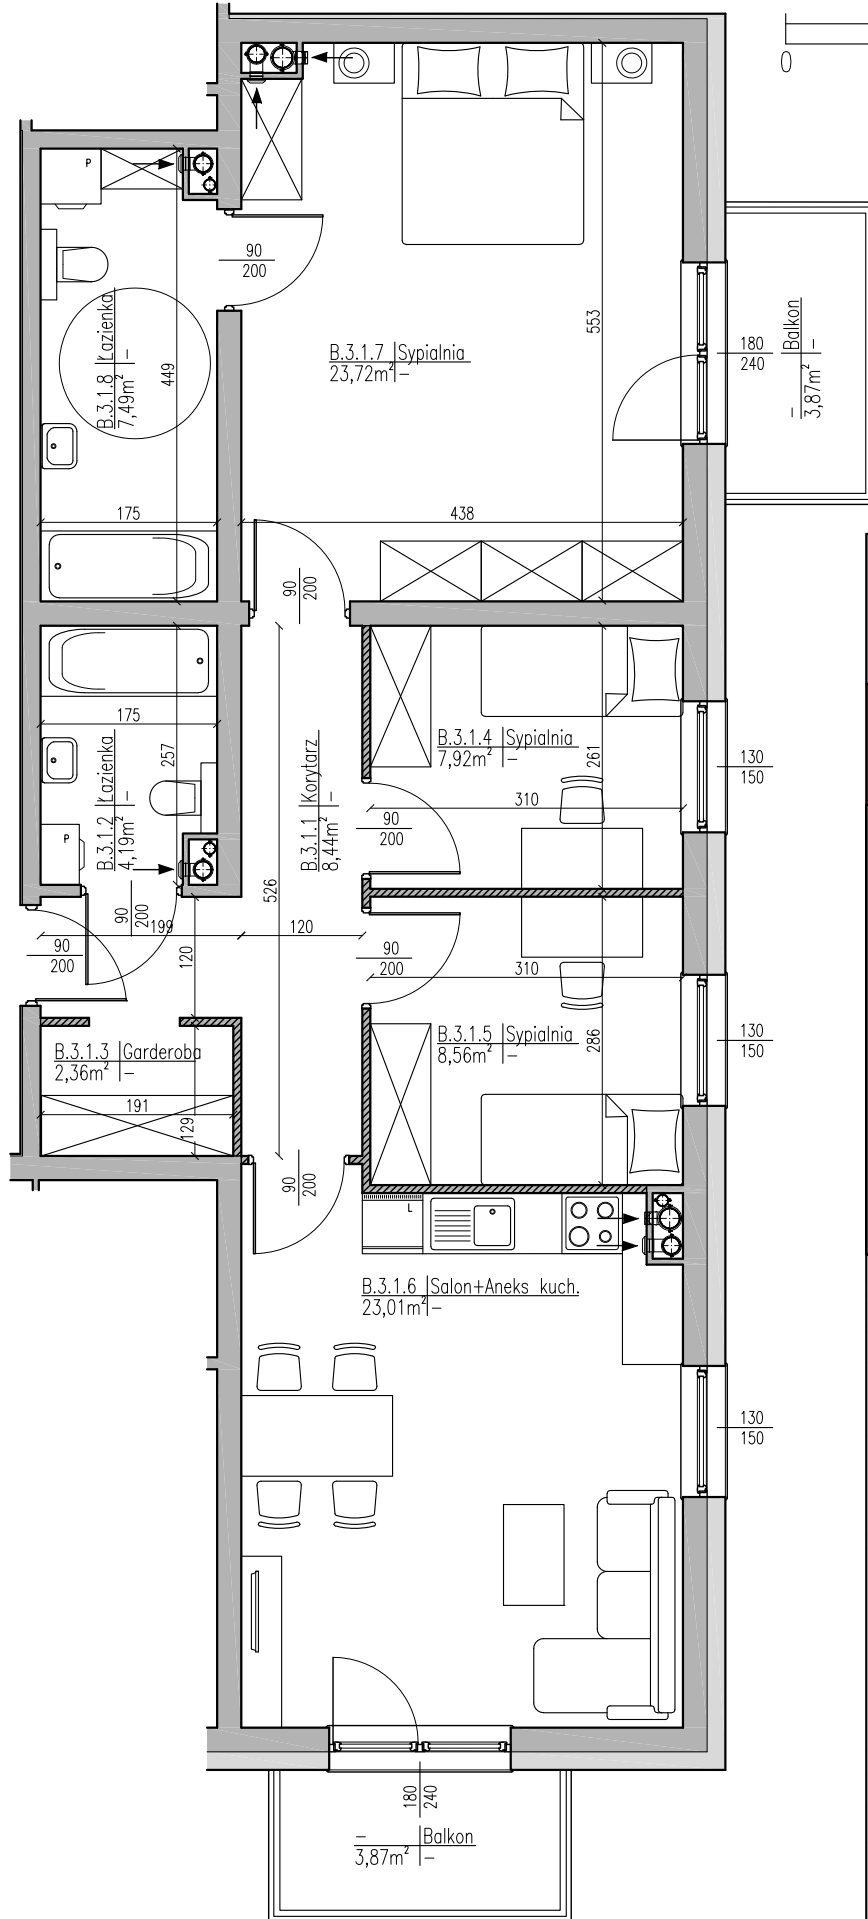 0
P
90
200
B.3.1.8 Łazienka
7,49m² –
449
553
B.3.1.7 Sypialnia
23,72m² –
180
240
– Balkon
3,87m² –
175
438
90
200
175
257
B.3.1.2 Łazienka
4,19m² –
P
B.3.1.1 Korytarz
8,44m² –
B.3.1.4 Sypialnia
7,92m² –
261
130
150
310
90
200
526
90
200
199
120
90
200
120
90
200
310
B.3.1.3 Garderoba
2,36m² –
B.3.1.5 Sypialnia
8,56m² –
286
130
150
191
129
90
200
L
B.3.1.6 Salon+Aneks kuch.
23,01m² –
130
150
180
240
– Balkon
3,87m² –